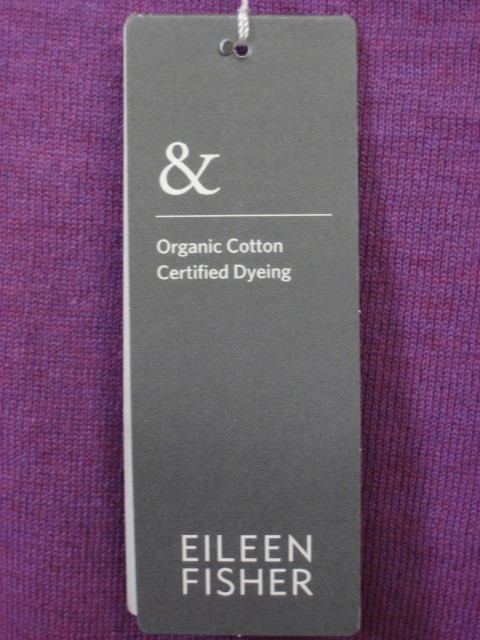 &
Organic Cotton
Certified Dyeing
EILEEN
FISHER